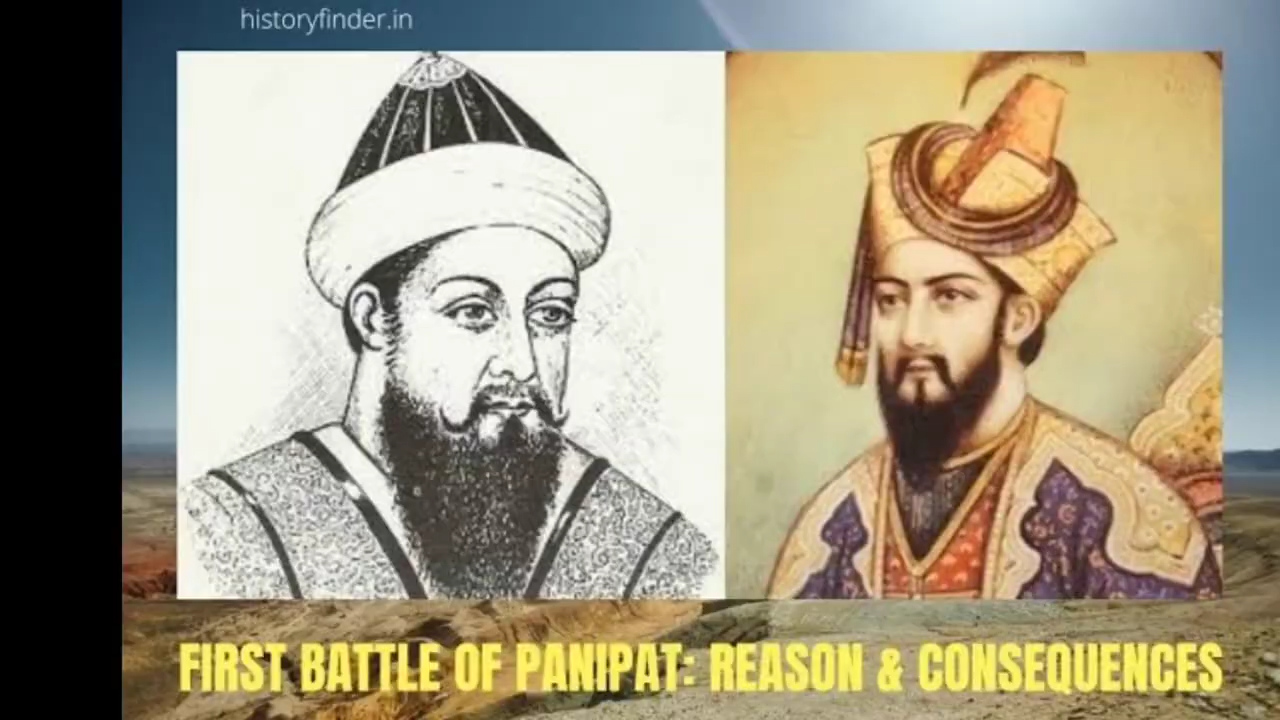 historyfinder.in
FIRST BATTLE OF PANIPAT: REASON & CONSEQUENCES